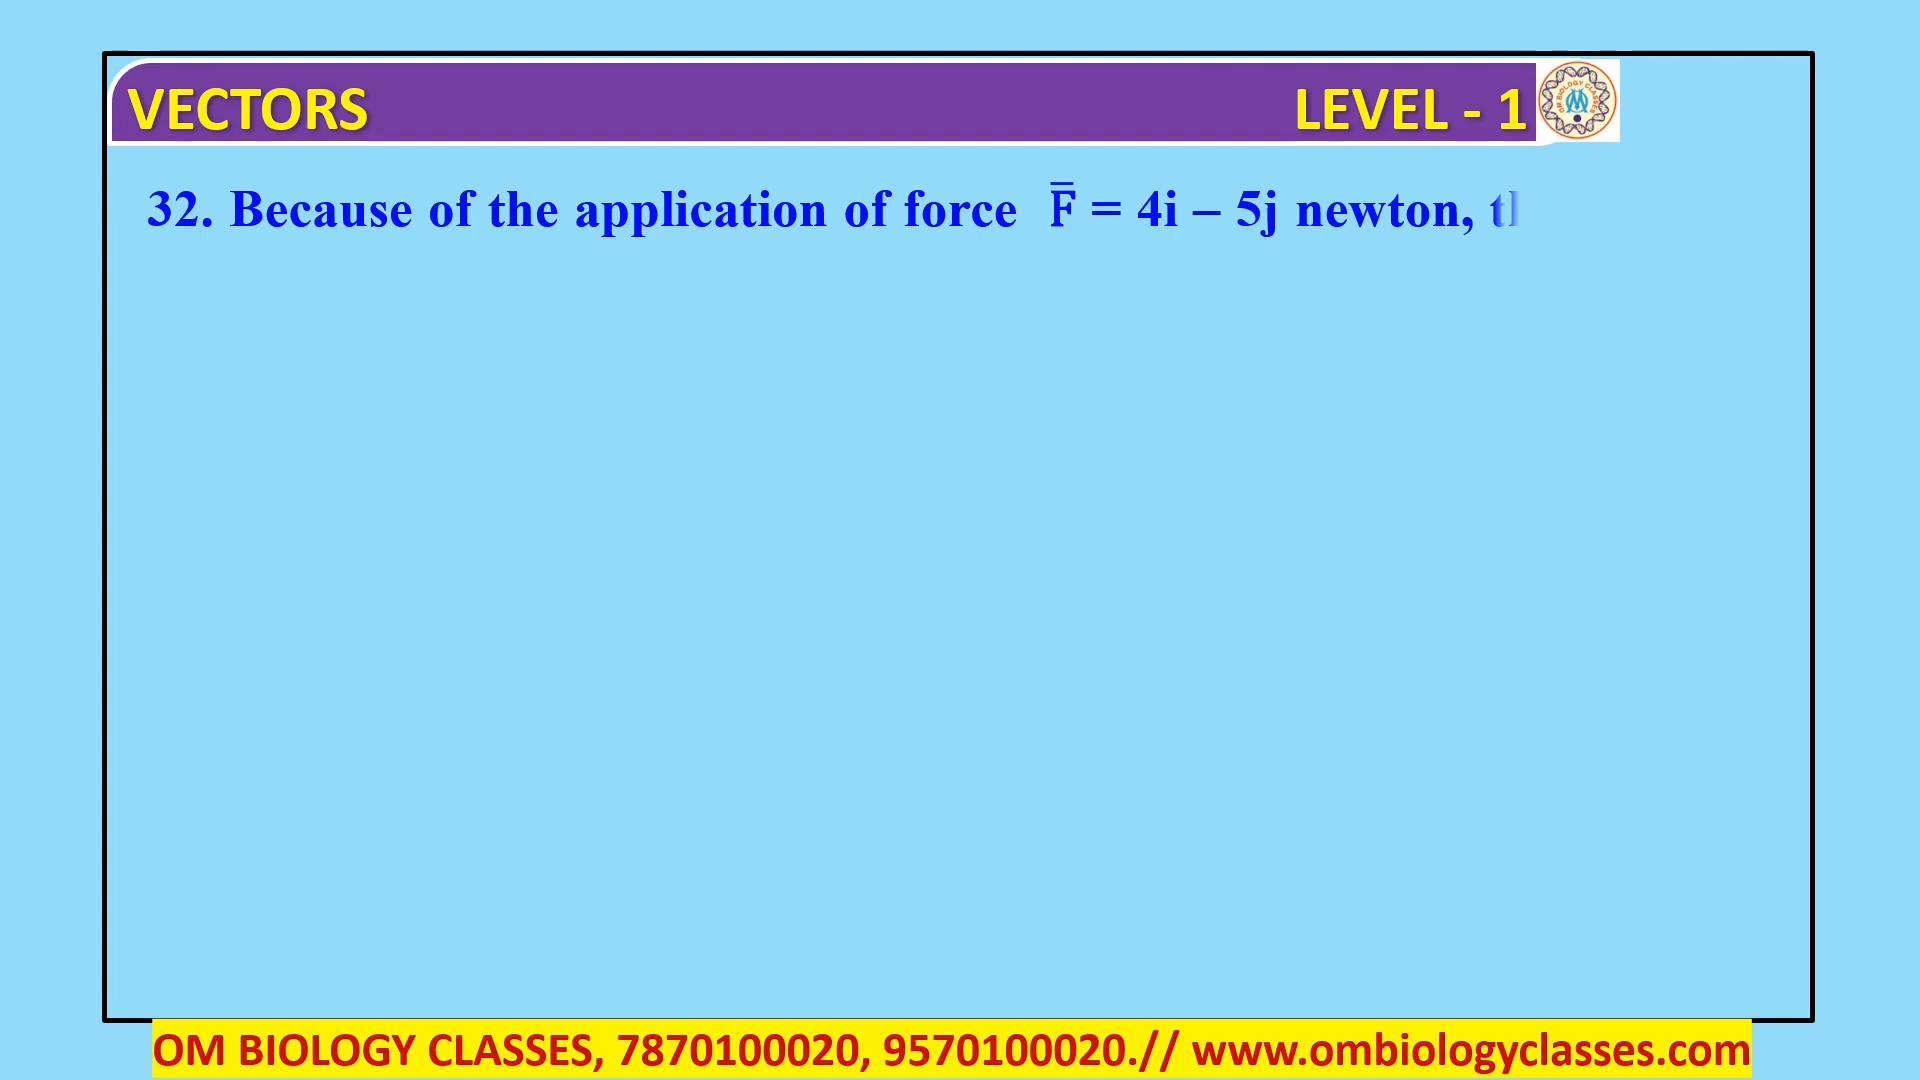 VECTORS LEVEL - 1
32. Because of the application of force F̿ = 4i – 5j newton,
OM BIOLOGY CLASSES, 7870100020, 9570100020.// www.ombiologyclasses.com